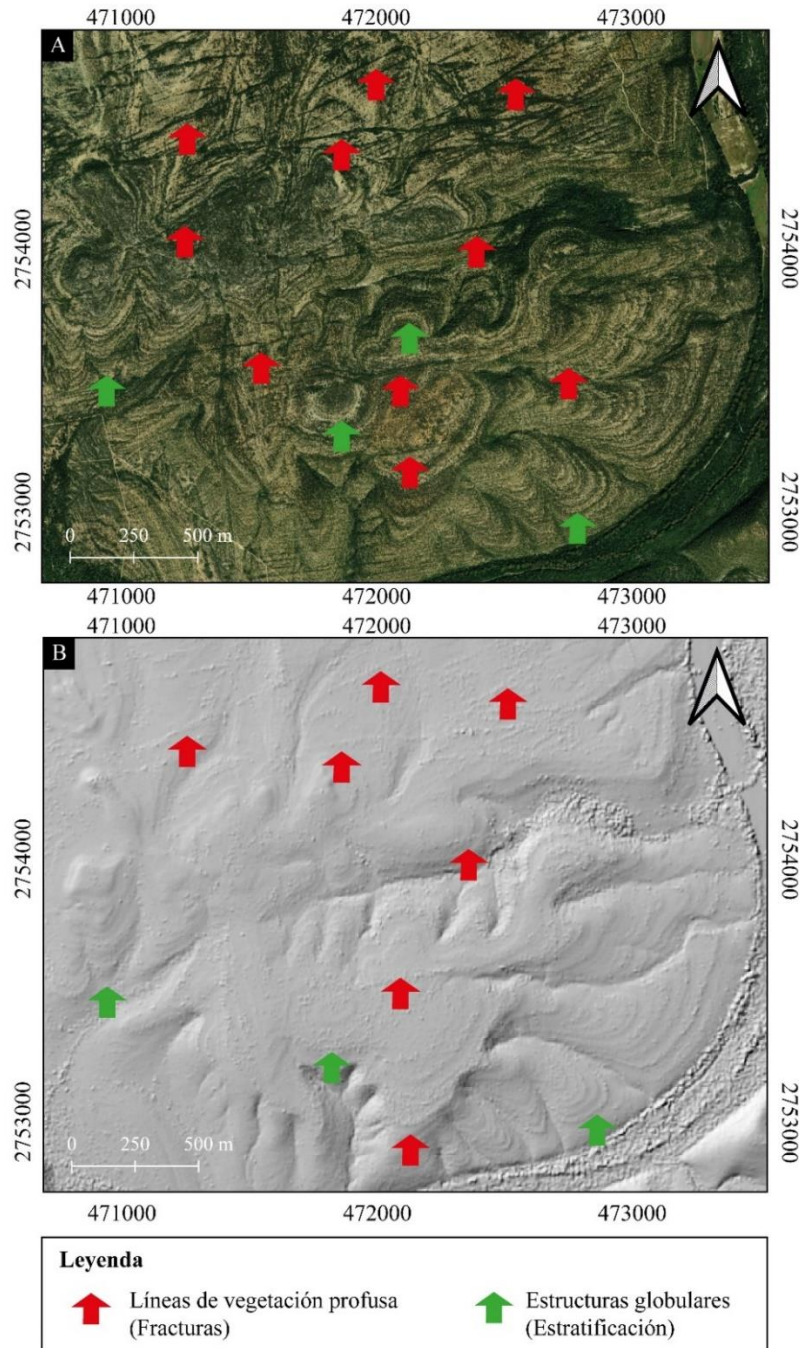 471000 472000 473000
A
2754000 2754000
2753000 2753000
0 250 500 m
471000 472000 473000
471000 472000 473000
B
2754000 2754000
2753000 2753000
0 250 500 m
471000 472000 473000
Leyenda
Líneas de vegetación profusa
(Fracturas)
Estructuras globulares
(Estratificación)